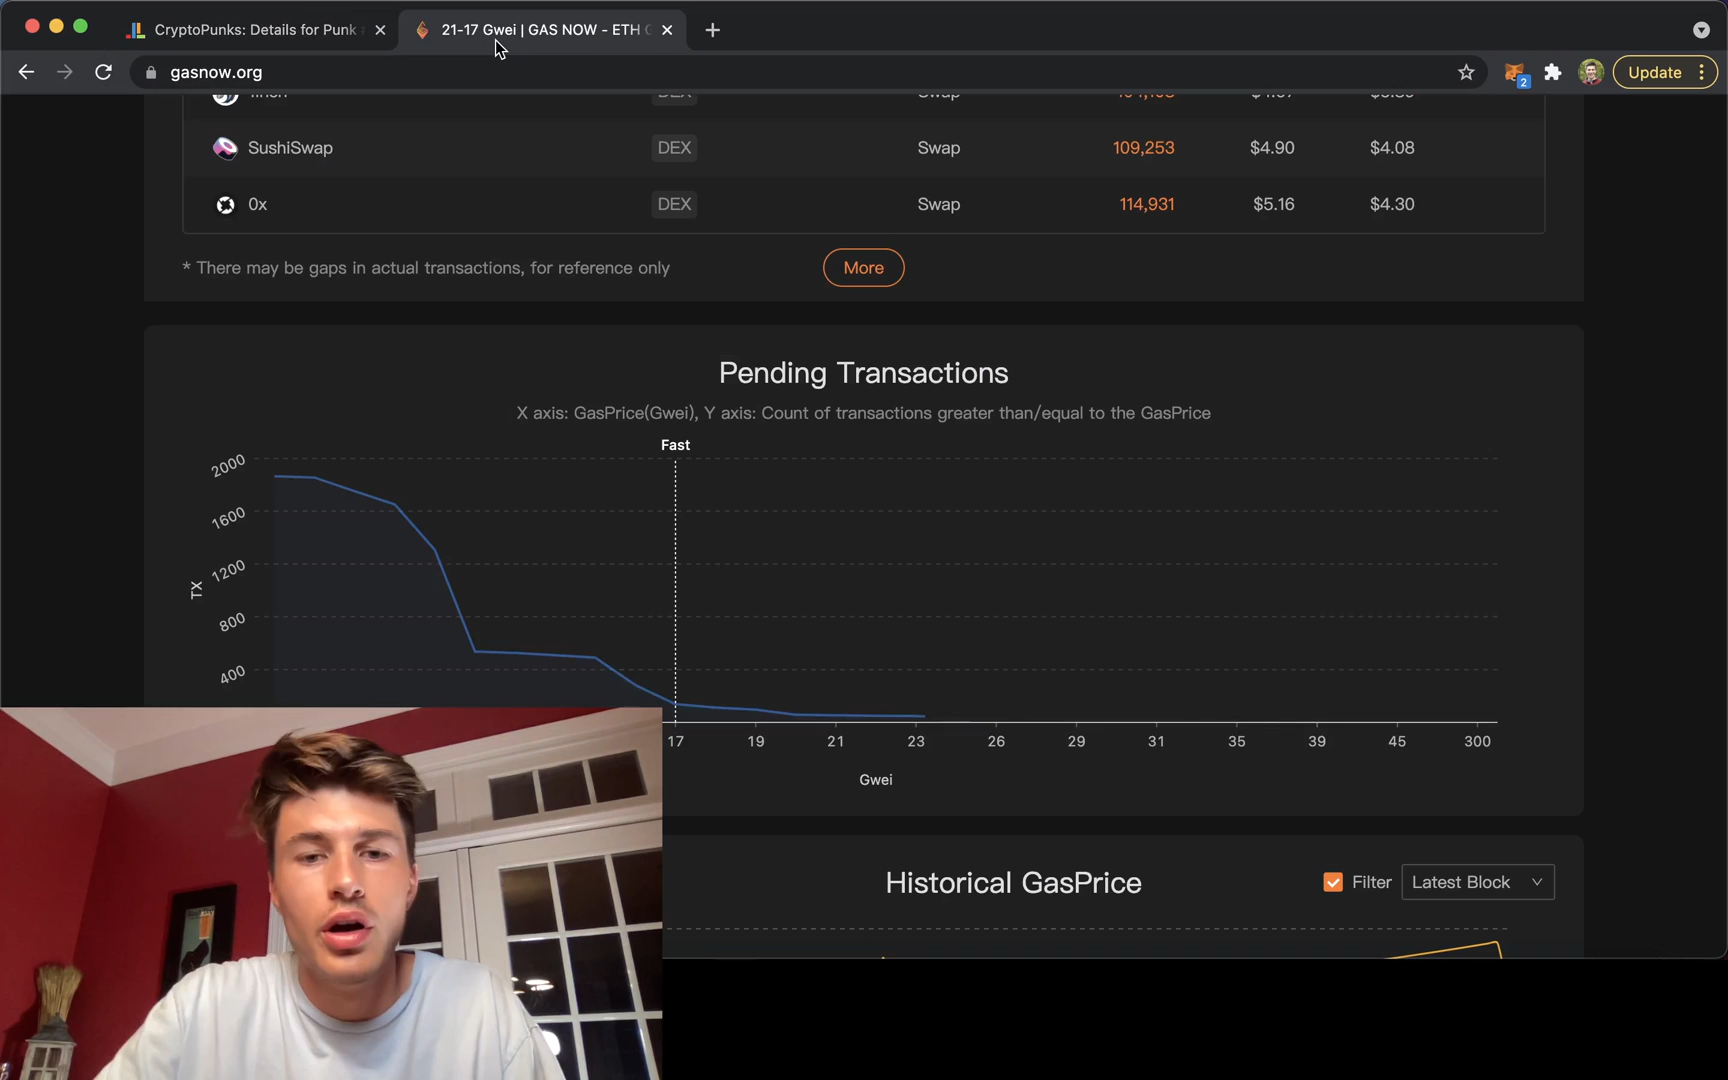 CryptoPunks: Details for Punk
21-17 Gwei | GAS NOW - ETH G
gasnow.org
2
Update
DEX
Swap
SushiSwap DEX Swap 109,253 $4.90 $4.08
0x DEX Swap 114,931 $5.16 $4.30
* There may be gaps in actual transactions, for reference only
More
Pending Transactions
X axis: GasPrice(Gwei), Y axis: Count of transactions greater than/equal to the GasPrice
Fast
2000
1600
1200
800
400
TX
17 19 21 23 26 29 31 35 39 45 300
Gwei
Historical GasPrice
Filter
Latest Block